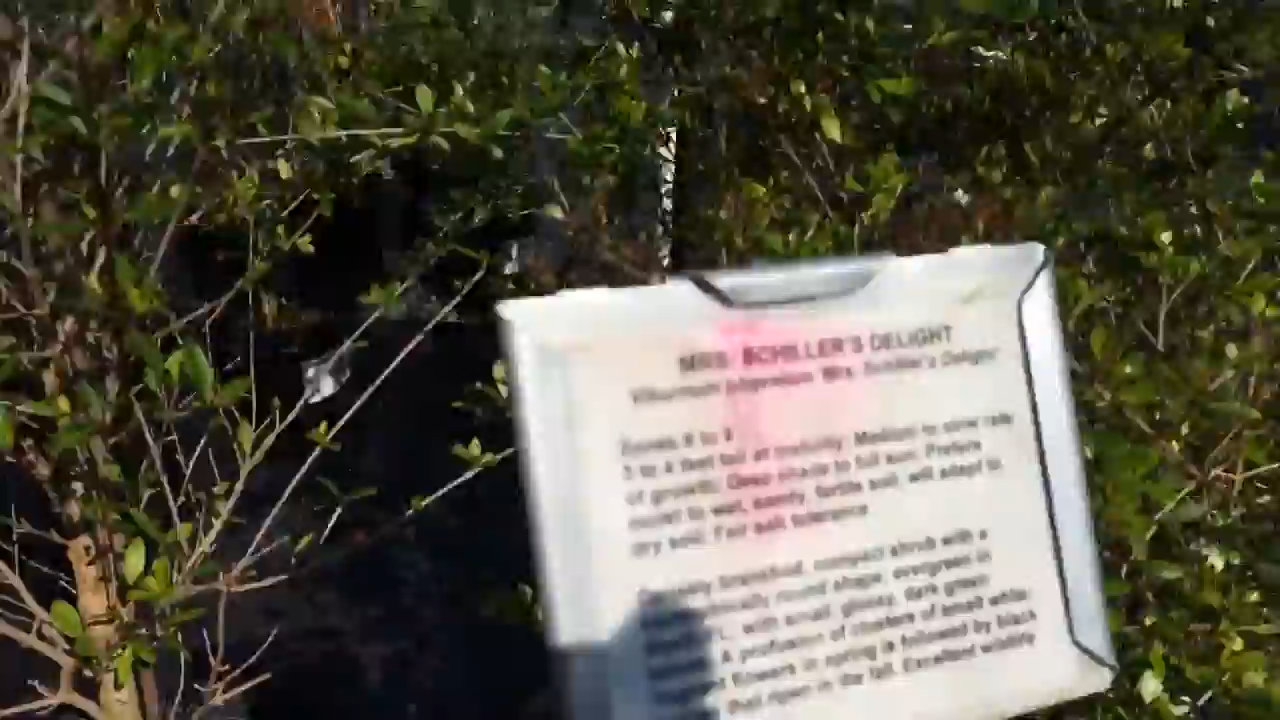 MRS. SCHILLER'S DELIGHT
Viburnum obovatum 'Mrs. Schiller's Delight'
Zones 6 to 9
3 to 4 feet tall at maturity. Medium to slow rate
of growth. Deep shade to full sun. Prefers
moist to wet, sandy, fertile soil; will adapt to
dry soil. Fair salt tolerance.
branched, compact shrub with a
round shape, evergreen in
with small, glossy, dark green
A profusion of clusters of small white
flowers in spring is followed by black
that ripen in the fall. Excellent wildlife